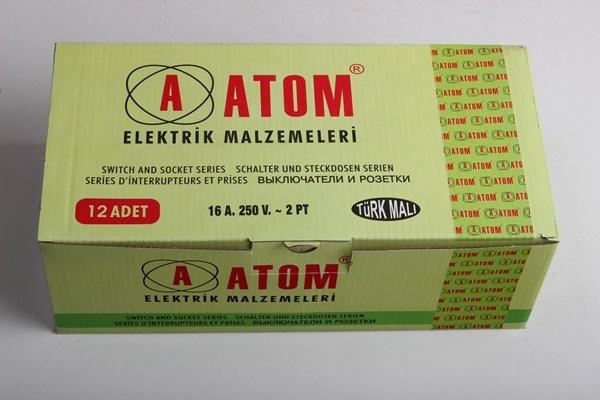 A ATOM®
ELEKTRİK MALZEMELERİ
SWITCH AND SOCKET SERIES SCHALTER UND STECKDOSEN SERIEN
SERIES D'INTERRUPTEURS ET PRISES ВЫКЛЮЧАТЕЛИ И РОЗЕТКИ
12 ADET
16 A. 250 V. ~ 2 PT
TÜRK MALI
A ATOM®
ELEKTRİK MALZEMELERİ
SWITCH AND SOCKET SERIES SCHALTER UND STECKDOSEN SERIEN
SERIES D'INTERRUPTEURS ET PRISES ВЫКЛЮЧАТЕЛИ И РОЗЕТКИ